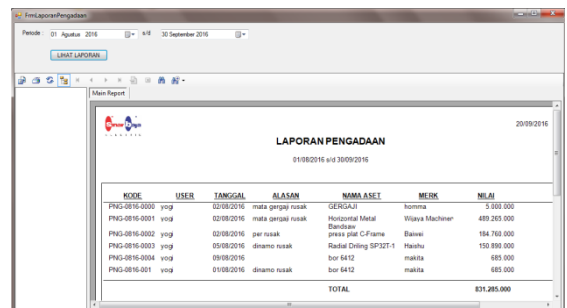 FrmLaporanPengadaan
Periode : 01 Agustus 2016 s/d 30 September 2016
LIHAT LAPORAN
Main Report
20/09/2016
LAPORAN PENGADAAN
01/08/2016 s/d 30/09/2016
KODE USER TANGGAL ALASAN NAMA ASET MERK NILAI
PNG-0816-0000 yogi 02/08/2016 mata gergaji rusak GERGAJI homma 5.000.000
PNG-0816-0001 yogi 02/08/2016 mata gergaji rusak Horizontal Metal Bandsaw Wijaya Machiner 489.265.000
PNG-0816-0002 yogi 02/08/2016 per rusak press plat C-Frame Baiwei 184.760.000
PNG-0816-0003 yogi 05/08/2016 dinamo rusak Radial Driling SP32T-1 Haishu 150.890.000
PNG-0816-0004 yogi 09/08/2016 bor 6412 makita 685.000
PNG-0816-001 yogi 01/08/2016 dinamo rusak bor 6412 makita 685.000
TOTAL 831.285.000